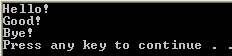 Hello!
Good!
Bye!
Press any key to continue . .